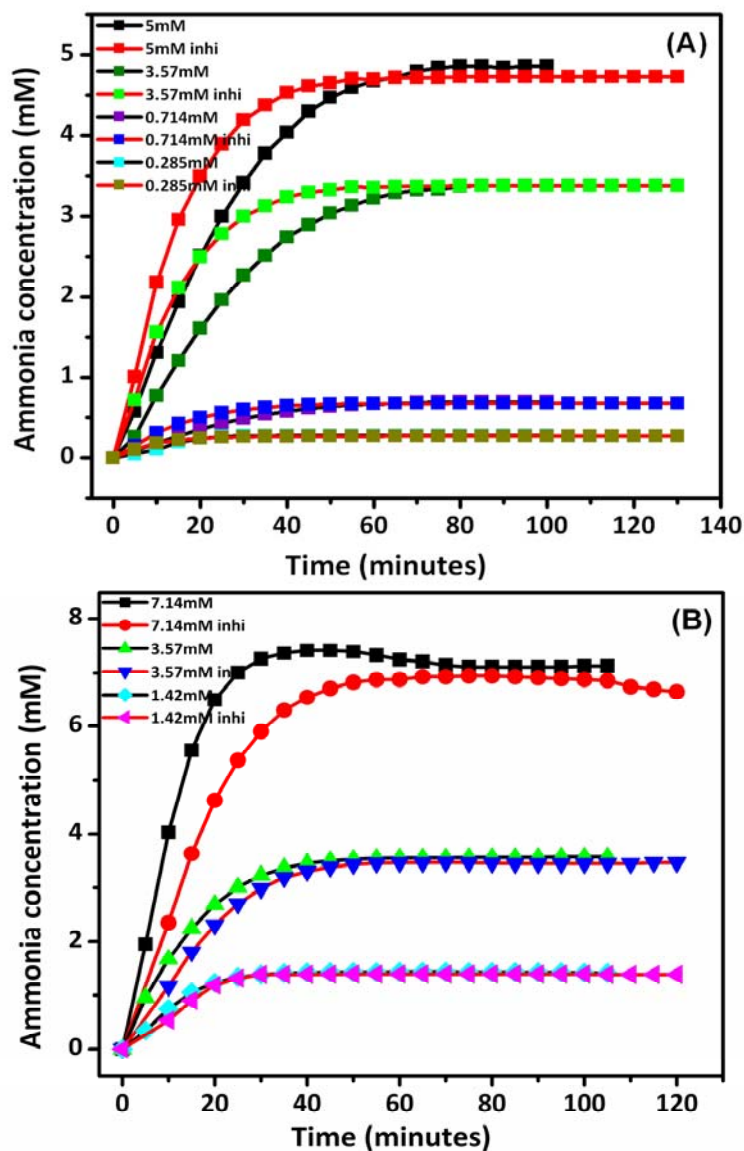 5mM
5mM inhi
3.57mM
3.57mM inhi
0.714mM
0.714mM inhi
0.285mM
0.285mM in
(A)
5
4
3
2
1
0
Ammonia concentration (mM)
0 20 40 60 80 100 120 140
Time (minutes)
7.14mM
7.14mM inhi
3.57mM
3.57mM in
1.42mM
1.42mM inhi
(B)
8
6
4
2
0
Ammonia concentration (mM)
0 20 40 60 80 100 120
Time (minutes)